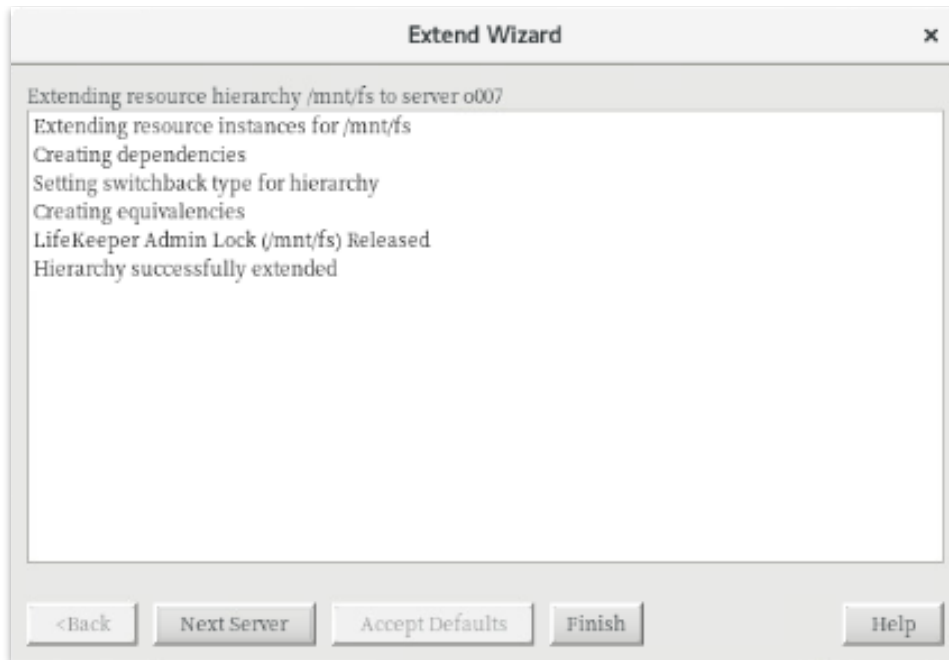 Extend Wizard ×
Extending resource hierarchy /mnt/fs to server o007
Extending resource instances for /mnt/fs
Creating dependencies
Setting switchback type for hierarchy
Creating equivalencies
LifeKeeper Admin Lock (/mnt/fs) Released
Hierarchy successfully extended
<Back Next Server Accept Defaults Finish Help